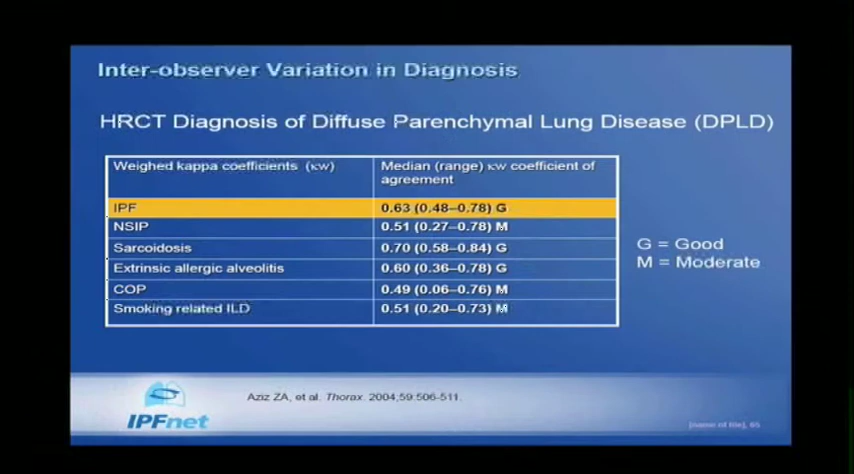 Inter-observer Variation in Diagnosis
HRCT Diagnosis of Diffuse Parenchymal Lung Disease (DPLD)
Weighed kappa coefficients (κw) Median (range) κw coefficient of
agreement
IPF 0.63 (0.48–0.78) G
NSIP 0.51 (0.27–0.78) M
Sarcoidosis 0.70 (0.58–0.84) G
Extrinsic allergic alveolitis 0.60 (0.36–0.78) G
COP 0.49 (0.06–0.76) M
Smoking related ILD 0.51 (0.20–0.73) M
G = Good
M = Moderate
Aziz ZA, et al. Thorax. 2004;59:506-511.
IPFnet
[name of file], 65